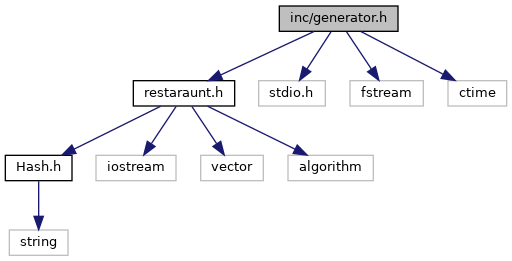 inc/generator.h
restaraunt.h
stdio.h
fstream
ctime
Hash.h
iostream
vector
algorithm
string